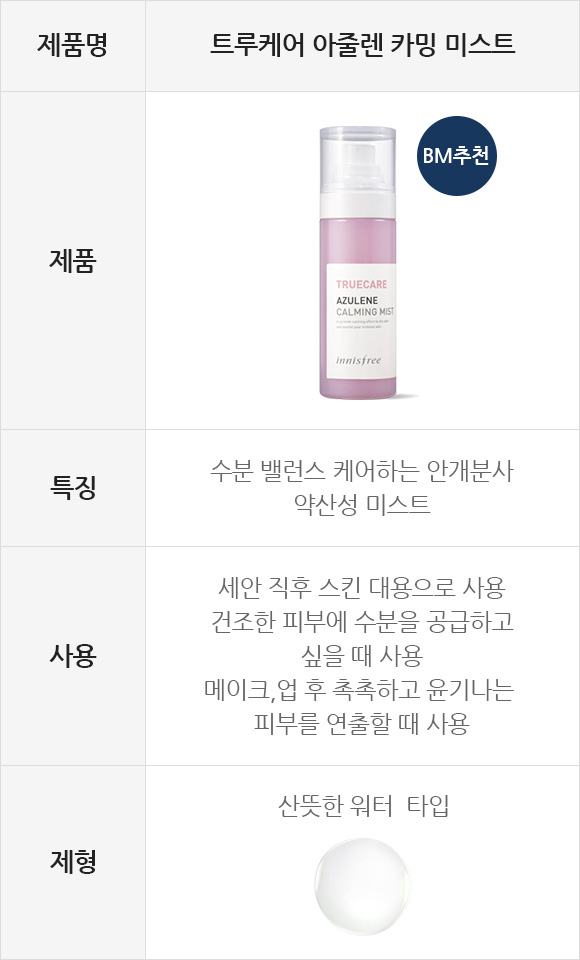 제품명
트루케어 아줄렌 카밍 미스트
제품
BM추천
TRUECARE
AZULENE
CALMING MIST
innisfree
특징
수분 밸런스 케어하는 안개분사
약산성 미스트
사용
세안 직후 스킨 대용으로 사용
건조한 피부에 수분을 공급하고
싶을 때 사용
메이크,업 후 촉촉하고 윤기나는
피부를 연출할 때 사용
제형
산뜻한 워터 타입